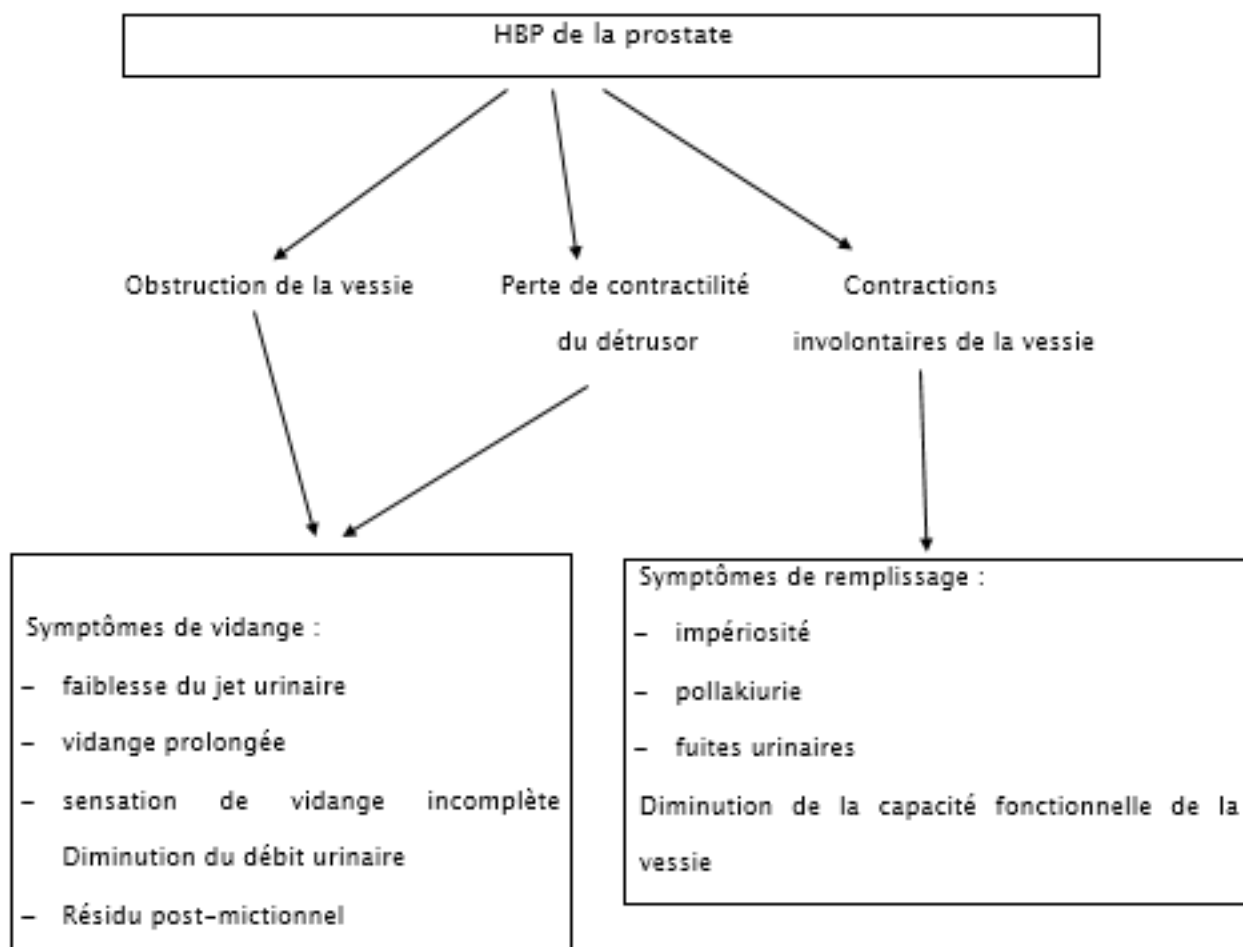 HBP de la prostate
Obstruction de la vessie
Perte de contractilité
du détrusor
Contractions
involontaires de la vessie
Symptômes de vidange :
– faiblesse du jet urinaire
– vidange prolongée
– sensation de vidange incomplète
Diminution du débit urinaire
– Résidu post-mictionnel
Symptômes de remplissage :
– impériosité
– pollakiurie
– fuites urinaires
Diminution de la capacité fonctionnelle de la
vessie